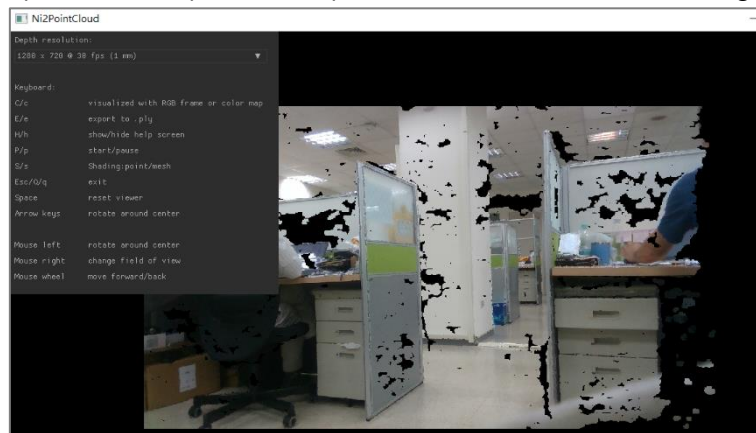 Ni2PointCloud
Depth resolution:
1280 x 720 @ 30 fps (1 mm)
Keyboard:
C/c visualized with RGB frame or color map
E/e export to .ply
H/h show/hide help screen
P/p start/pause
S/s Shading:point/mesh
Esc/Q/q exit
Space reset viewer
Arrow keys rotate around center
Mouse left rotate around center
Mouse right change field of view
Mouse wheel move forward/back